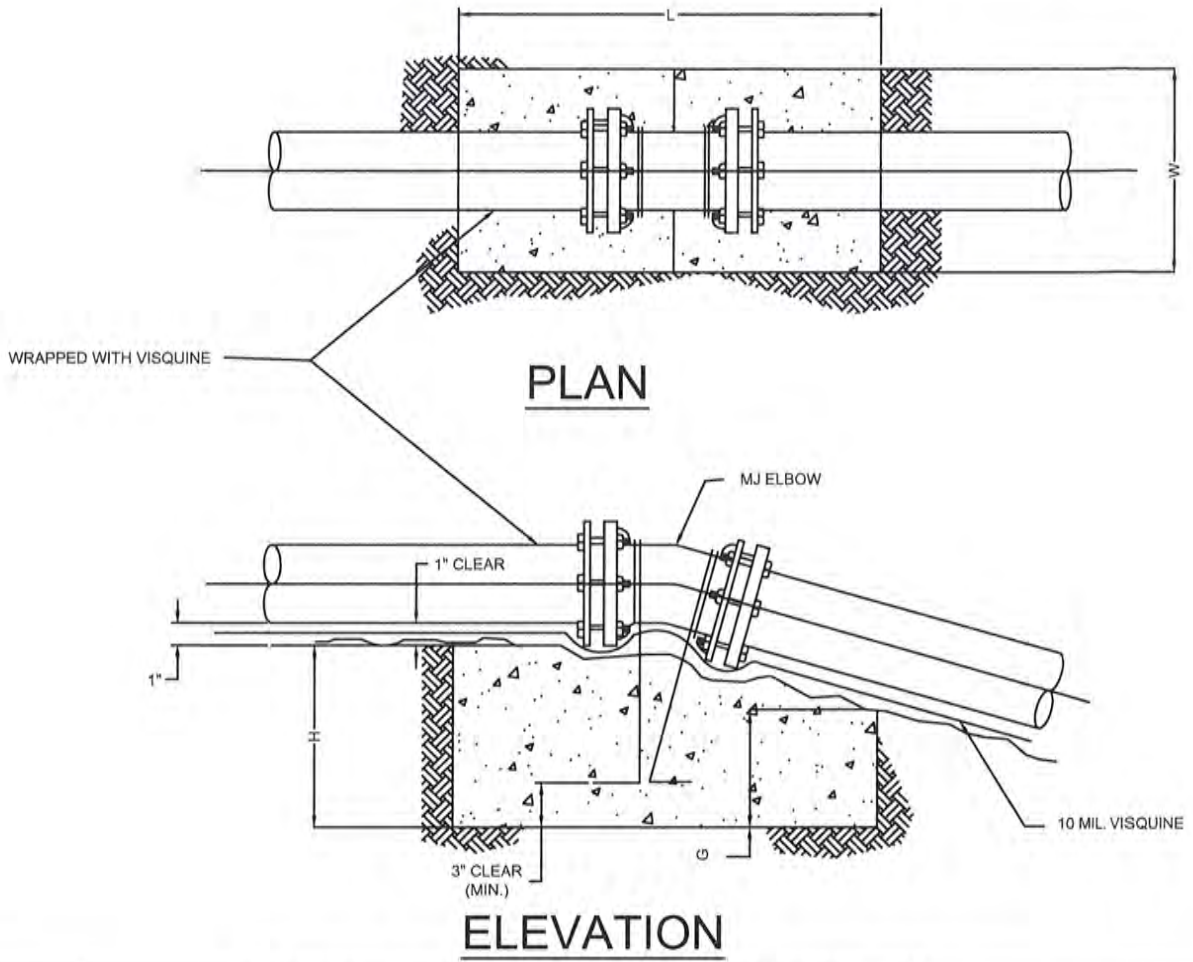 L
W
WRAPPED WITH VISQUINE
PLAN
MJ ELBOW
1" CLEAR
1"
H
10 MIL. VISQUINE
G
3" CLEAR
(MIN.)
ELEVATION